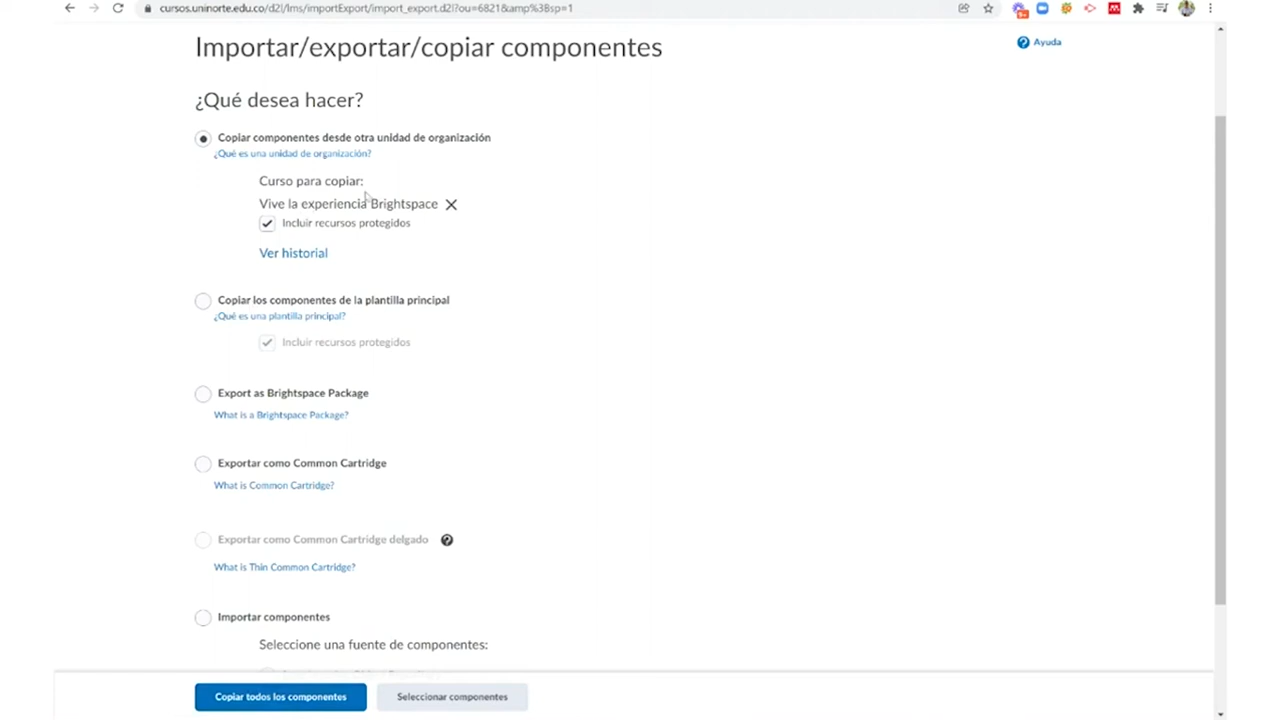 cursos.uninorte.edu.co/d2l/lms/importExport/import_export.d2l?ou=6821&amp%3Bsp=1
Importar/exportar/copiar componentes
Ayuda
¿Qué desea hacer?
Copiar componentes desde otra unidad de organización
¿Qué es una unidad de organización?
Curso para copiar:
Vive la experiencia Brightspace
Incluir recursos protegidos
Ver historial
Copiar los componentes de la plantilla principal
¿Qué es una plantilla principal?
Incluir recursos protegidos
Export as Brightspace Package
What is a Brightspace Package?
Exportar como Common Cartridge
What is Common Cartridge?
Exportar como Common Cartridge delgado
What is Thin Common Cartridge?
Importar componentes
Seleccione una fuente de componentes:
Copiar todos los componentes
Seleccionar componentes